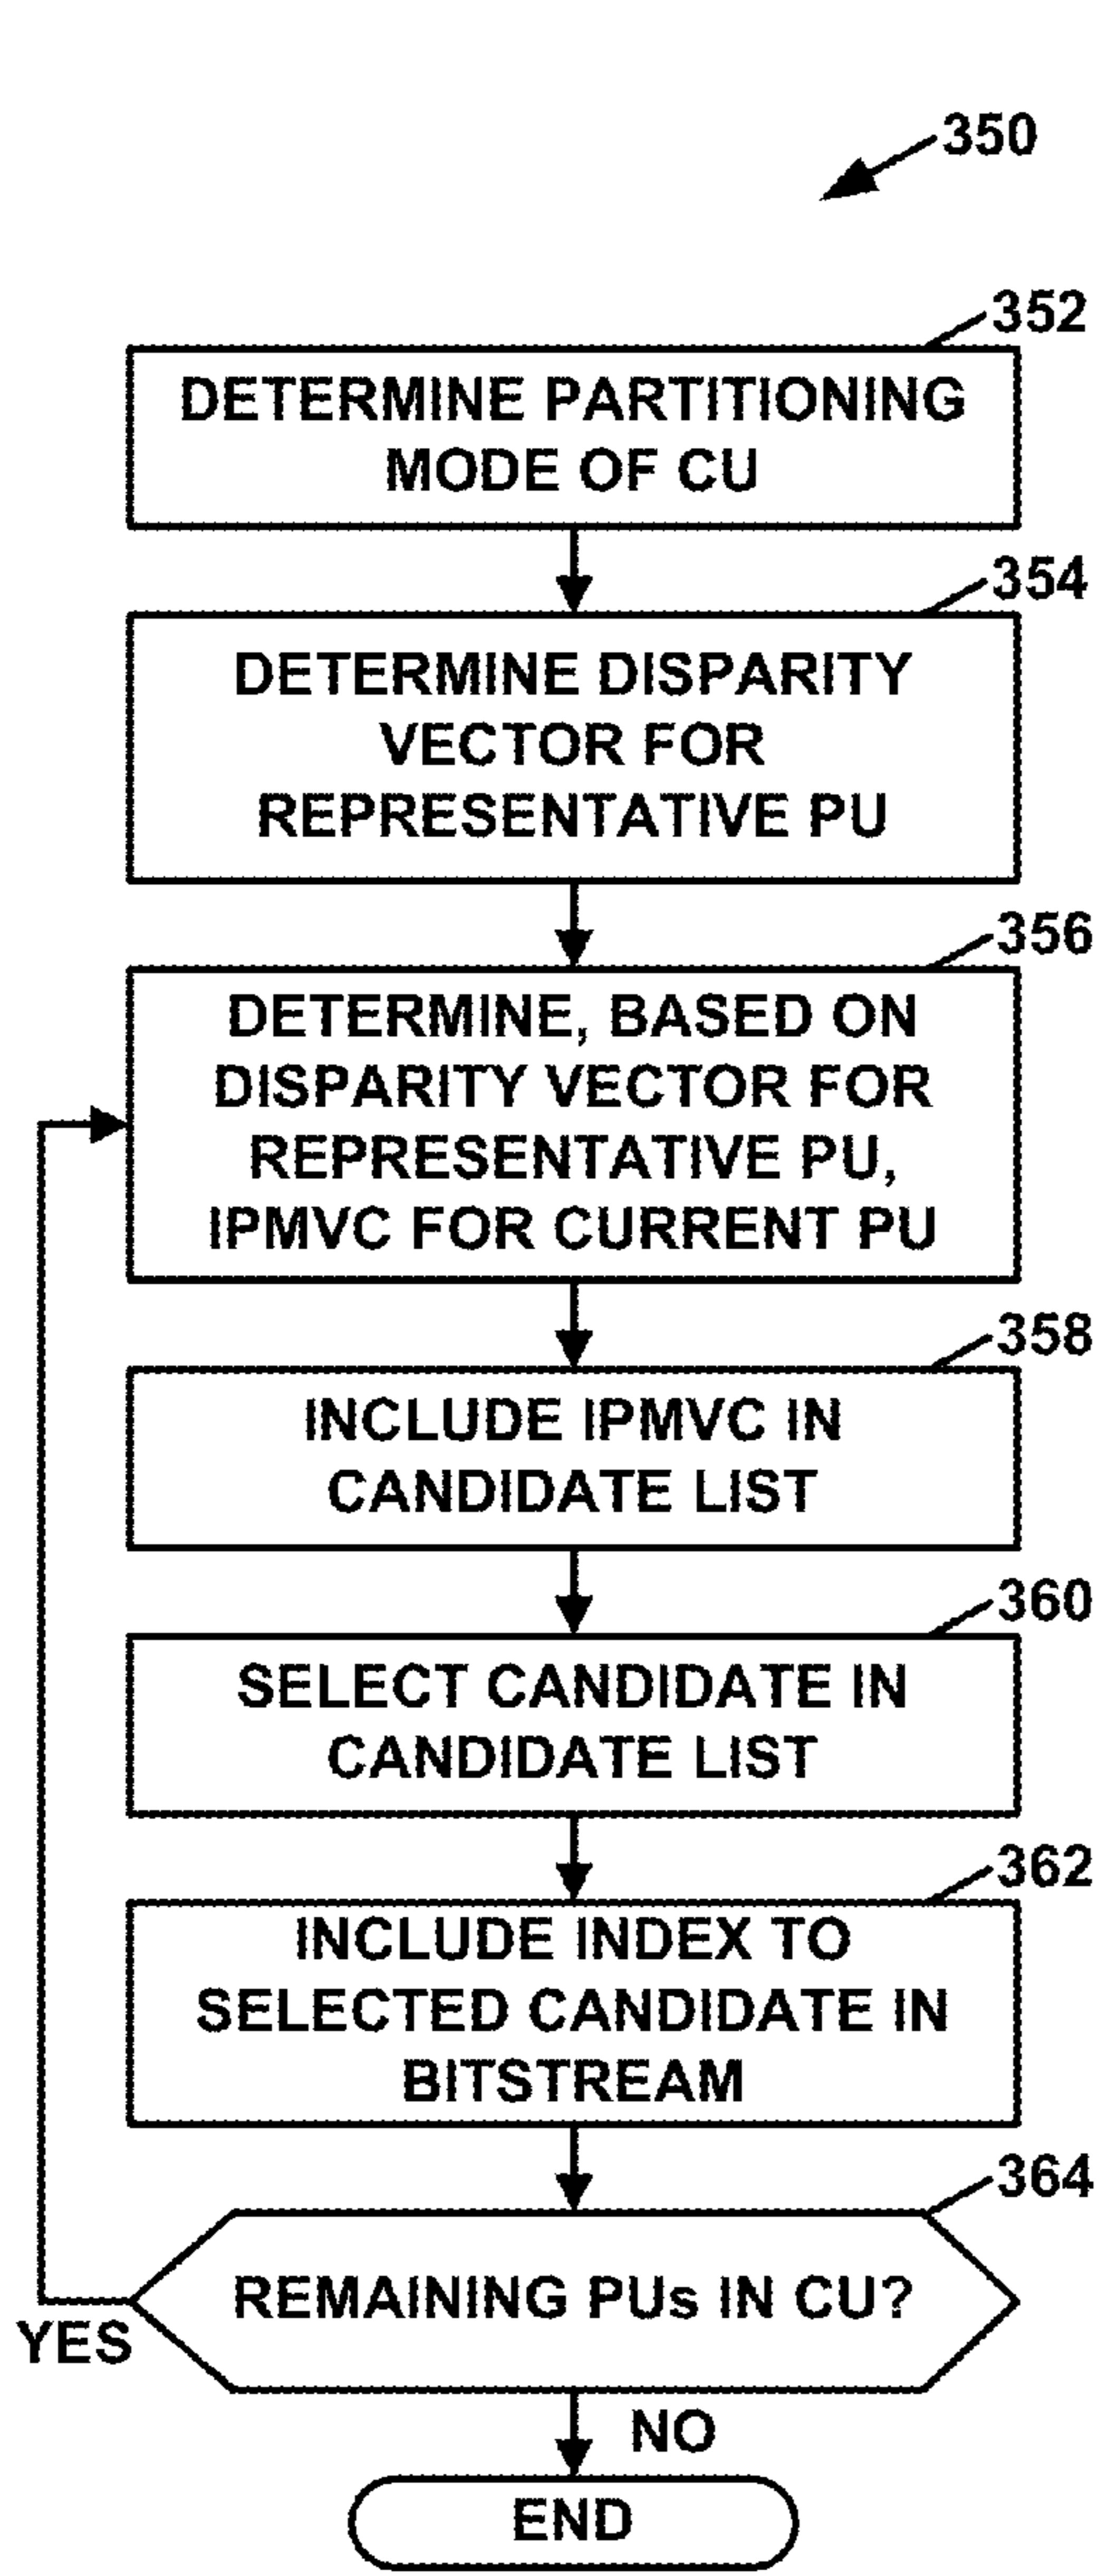 350
352
DETERMINE PARTITIONING
MODE OF CU
354
DETERMINE DISPARITY
VECTOR FOR
REPRESENTATIVE PU
356
DETERMINE, BASED ON
DISPARITY VECTOR FOR
REPRESENTATIVE PU,
IPMVC FOR CURRENT PU
358
INCLUDE IPMVC IN
CANDIDATE LIST
360
SELECT CANDIDATE IN
CANDIDATE LIST
362
INCLUDE INDEX TO
SELECTED CANDIDATE IN
BITSTREAM
364
REMAINING PUs IN CU?
YES
NO
END